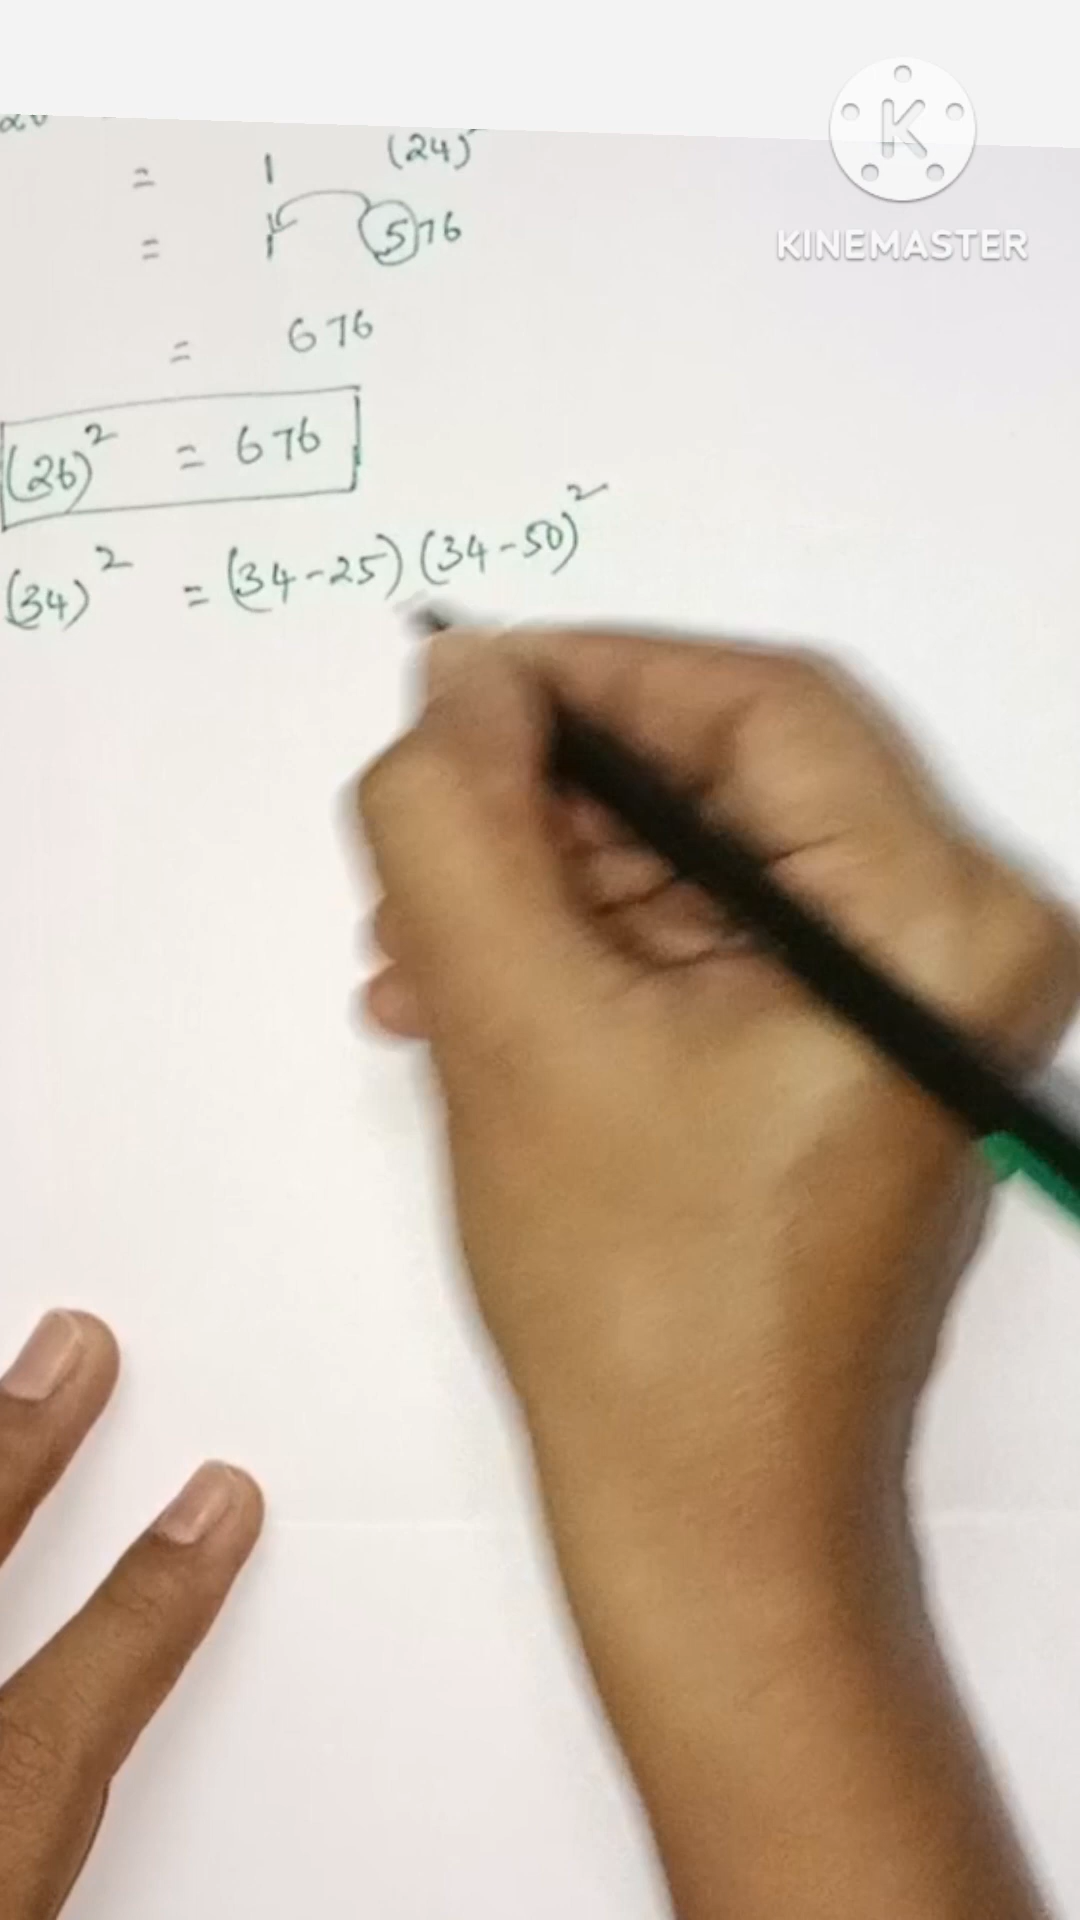 = 1 (24)
= 1 576
= 676
(26)² = 676
(34)² = (34-25) (34-50)²
K
KINEMASTER